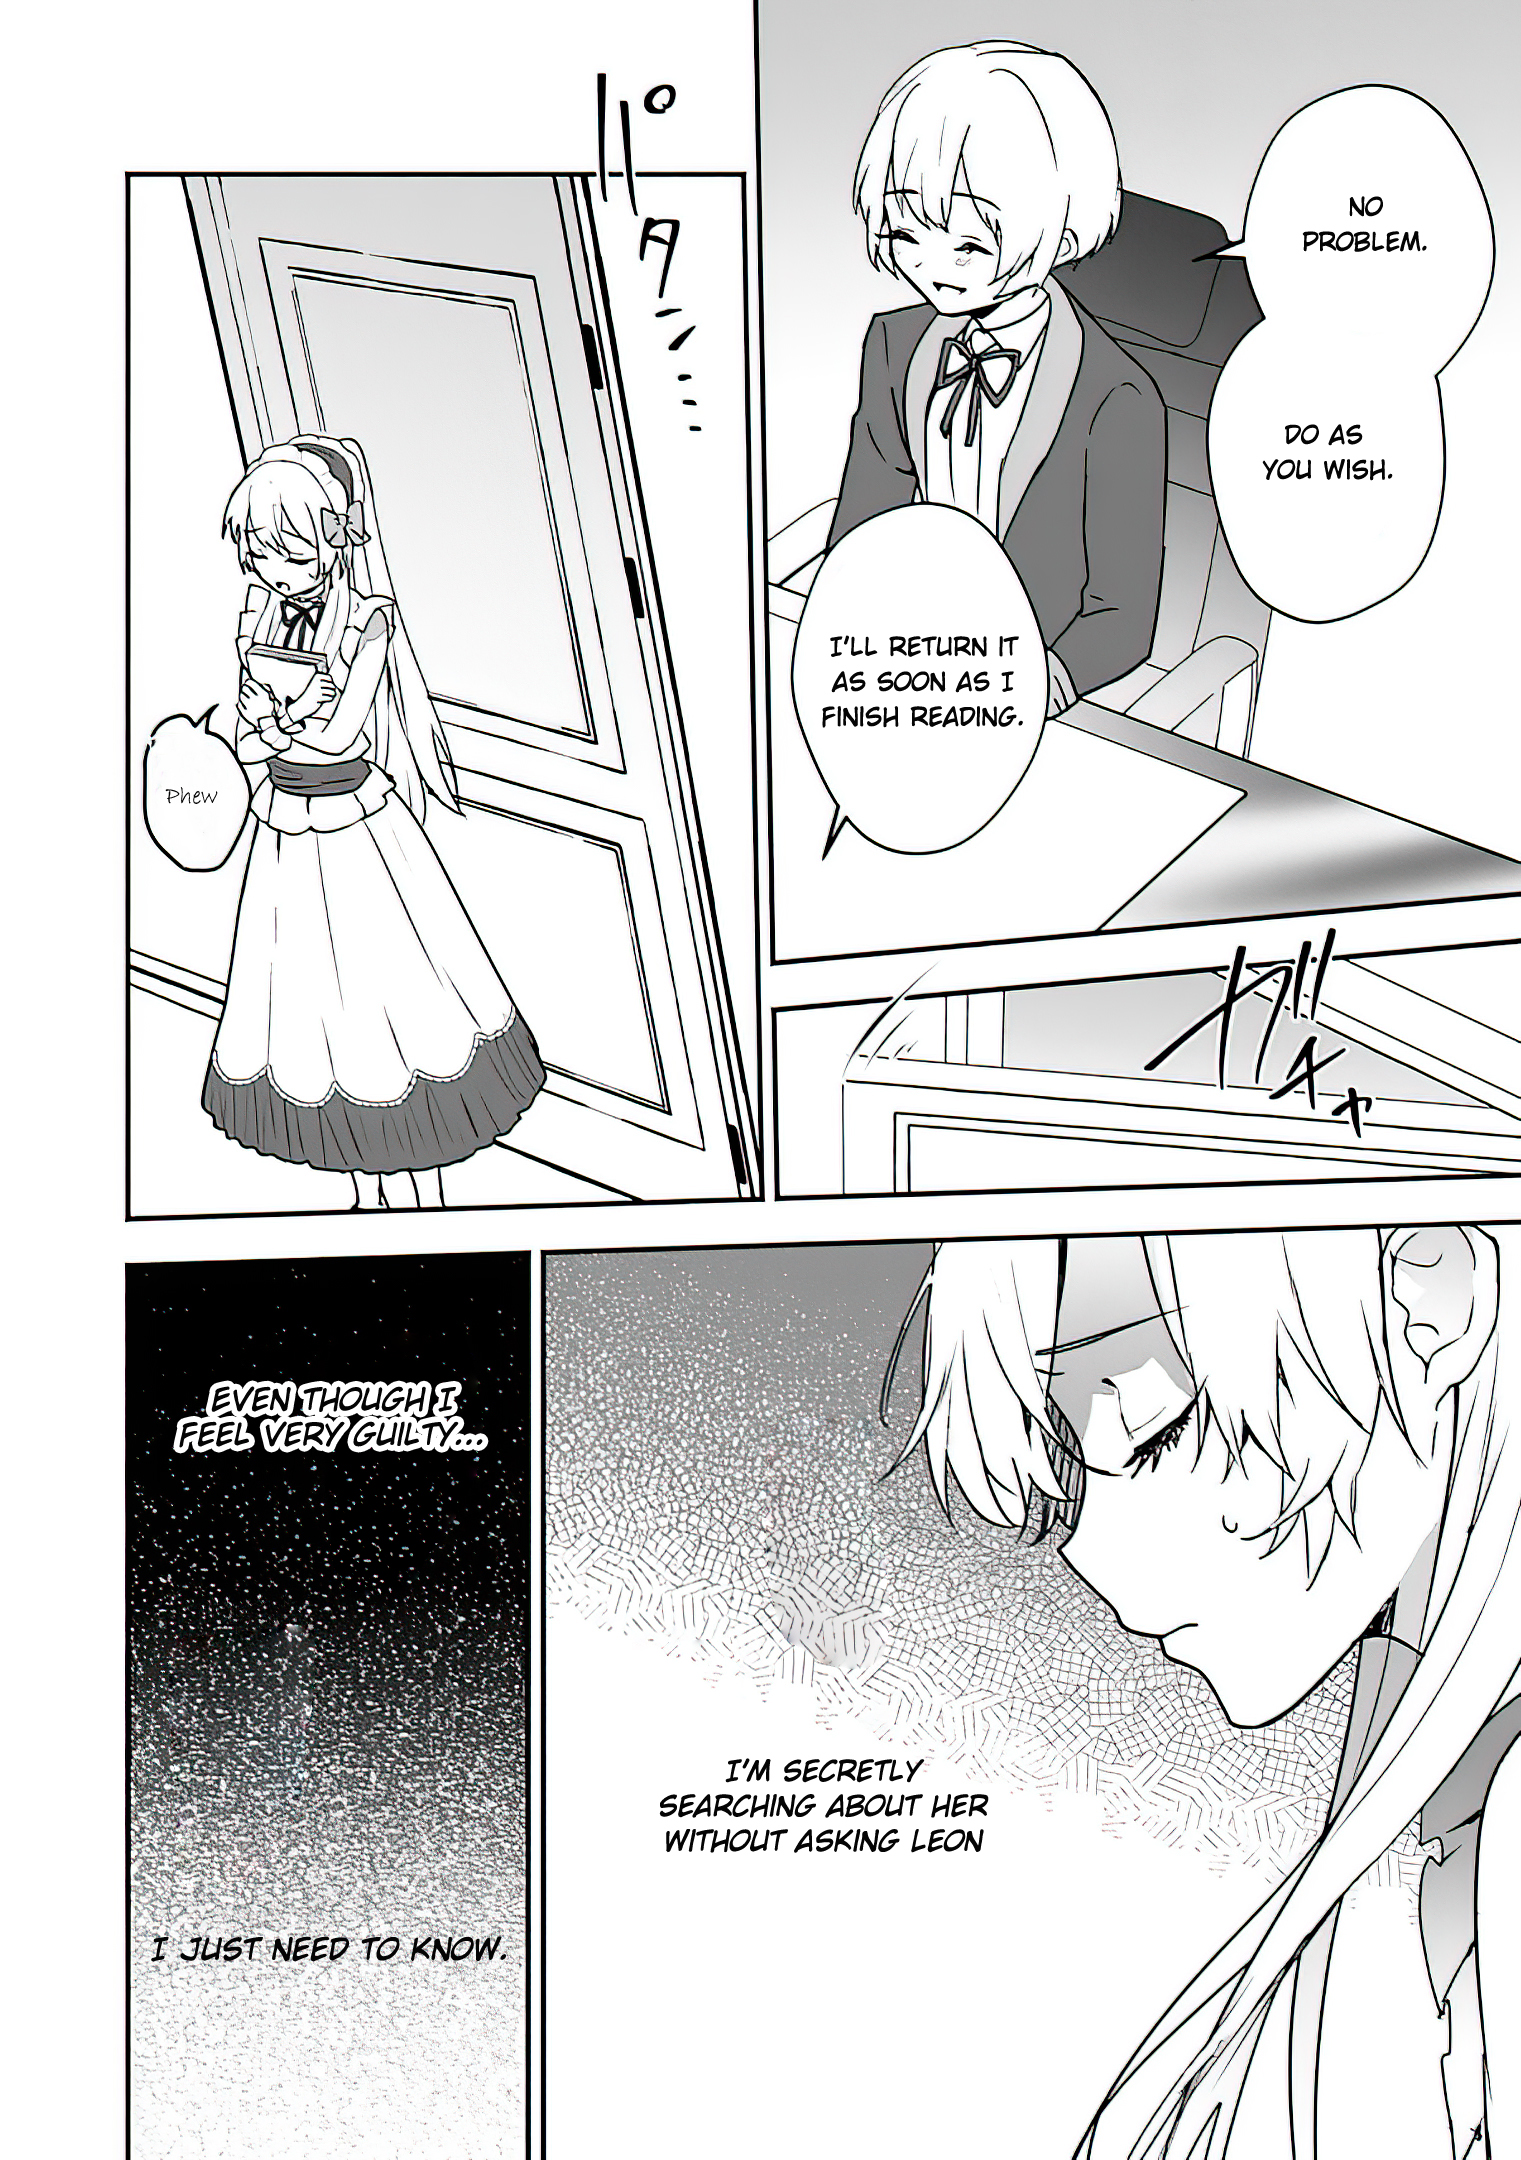 NO
PROBLEM.
DO AS
YOU WISH.
I'LL RETURN IT
AS SOON AS I
FINISH READING.
ガチャ
パタン…
Phew
I'M SECRETLY
SEARCHING ABOUT HER
WITHOUT ASKING LEON
EVEN THOUGH I
FEEL VERY GUILTY...
I JUST NEED TO KNOW.